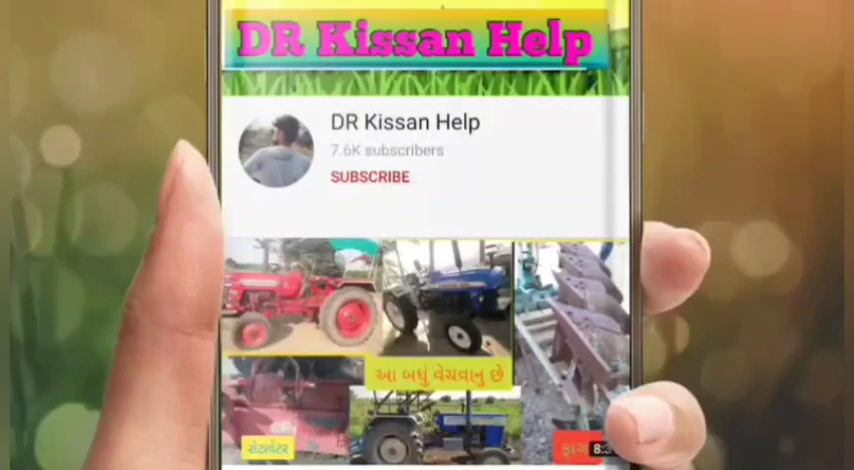 DR Kissan Help
DR Kissan Help
7.6K subscribers
SUBSCRIBE
આ બધું વેચવાનુ છે
રોટાવેટર